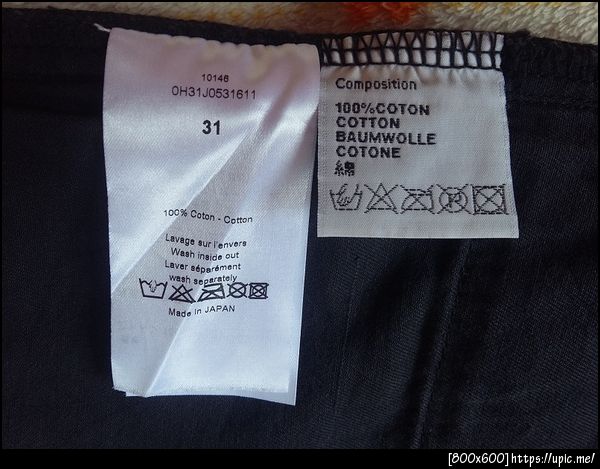 10146
0H31J0531611
31
100% Coton - Cotton
Lavage sur l'envers
Wash inside out
Laver séparément
wash separately
Made in JAPAN
Composition
100%COTON
COTTON
BAUMWOLLE
COTONE
綿
[800x600]https://upic.me/